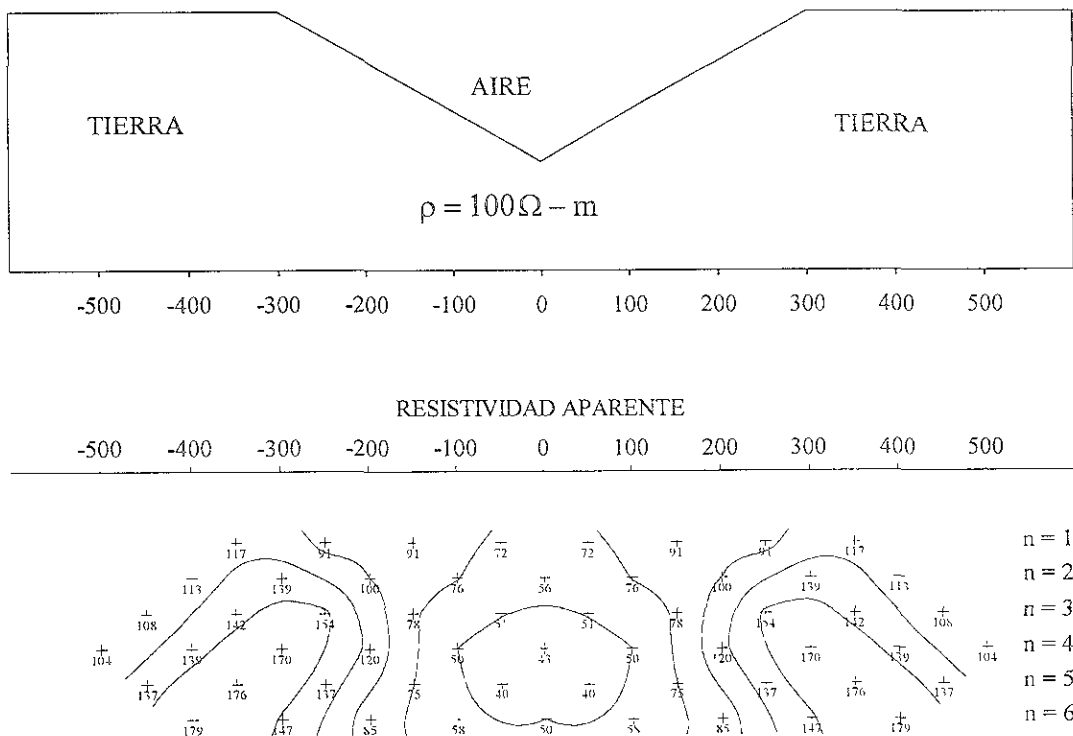 AIRE
TIERRA TIERRA
ρ = 100Ω – m
-500 -400 -300 -200 -100 0 100 200 300 400 500
RESISTIVIDAD APARENTE
-500 -400 -300 -200 -100 0 100 200 300 400 500
117 91 91 72 72 91 91 117 n = 1
113 139 100 76 56 76 100 139 113 n = 2
108 142 154 78 51 78 154 142 108 n = 3
104 139 170 120 50 43 50 120 170 139 104 n = 4
137 176 137 75 40 40 75 137 176 137 n = 5
179 147 85 58 50 85 147 179 n = 6